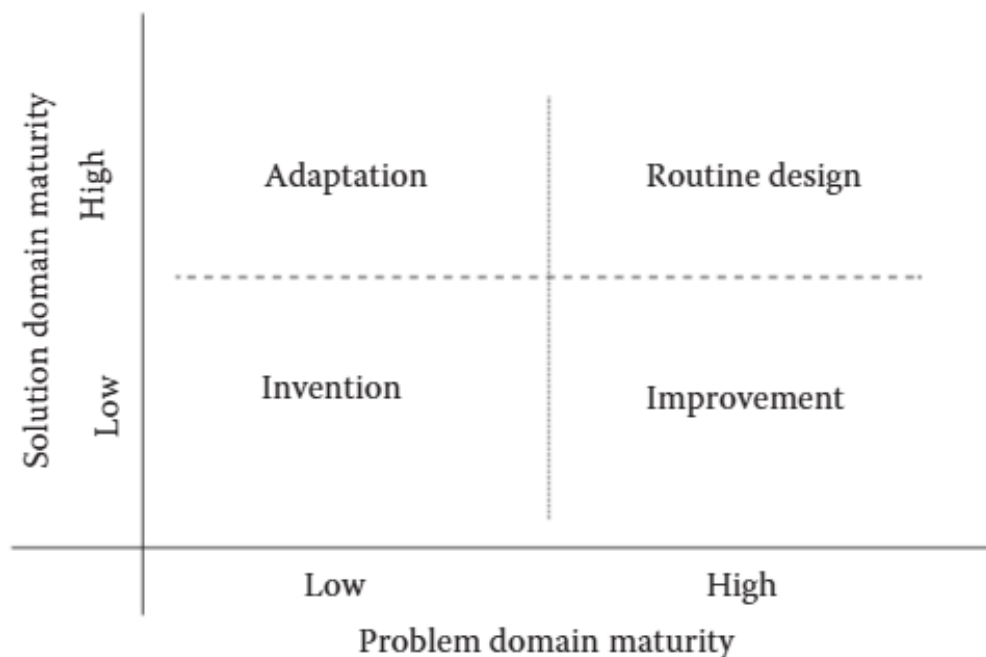 Solution domain maturity
High
Low
Adaptation
Routine design
Invention
Improvement
Low
High
Problem domain maturity